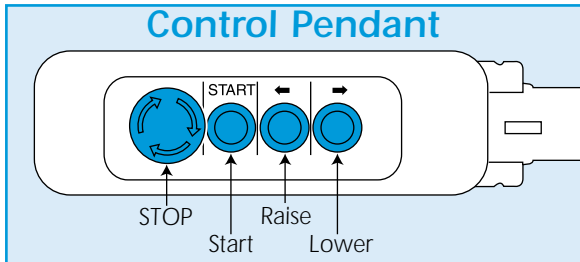 Control Pendant
START
STOP
Start
Raise
Lower